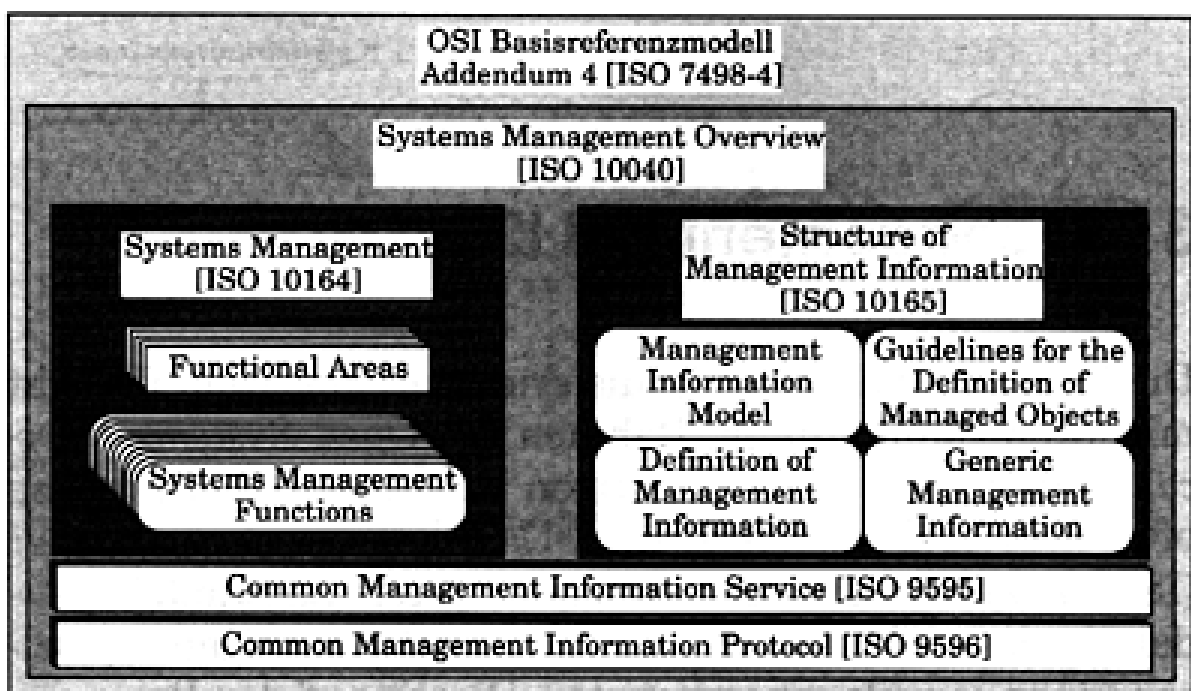 OSI Basisreferenzmodell
Addendum 4 [ISO 7498-4]
Systems Management Overview
[ISO 10040]
Systems Management
[ISO 10164]
Functional Areas
Systems Management
Functions
Structure of
Management Information
[ISO 10165]
Management
Information
Model
Guidelines for the
Definition of
Managed Objects
Definition of
Management
Information
Generic
Management
Information
Common Management Information Service [ISO 9595]
Common Management Information Protocol [ISO 9596]